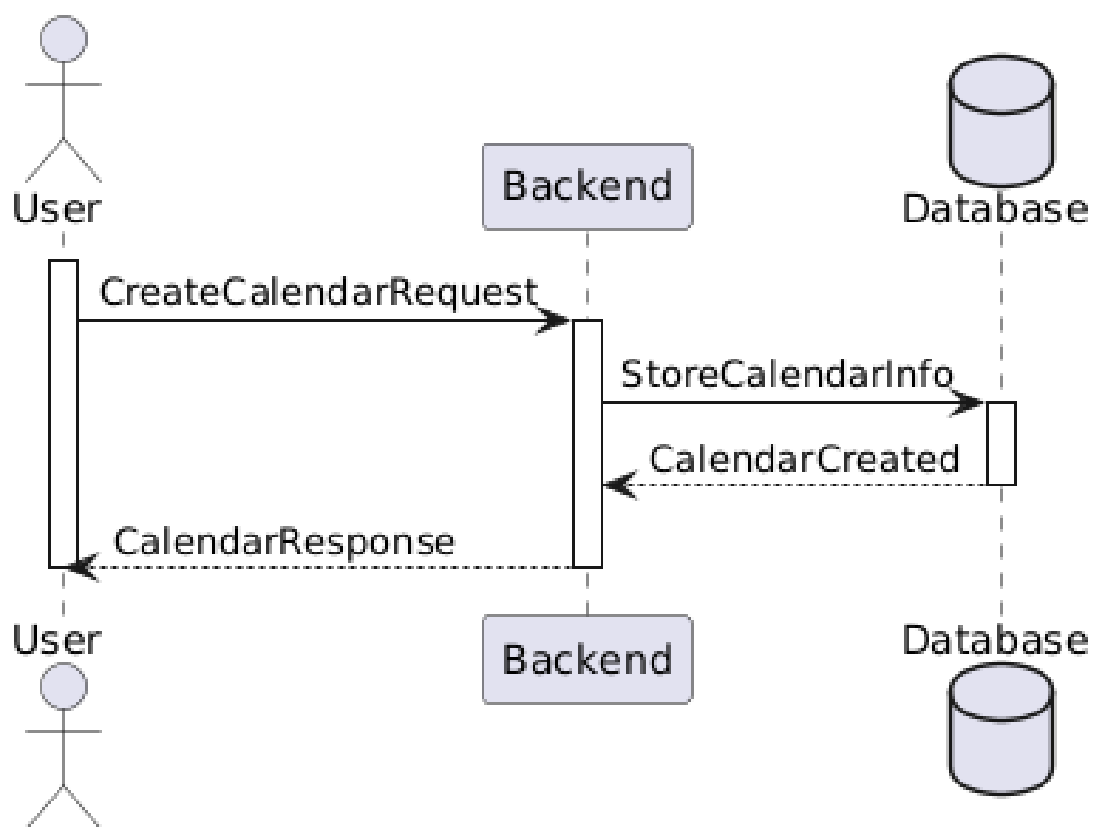 User
Backend
Database
CreateCalendarRequest
StoreCalendarInfo
CalendarCreated
CalendarResponse
User
Backend
Database